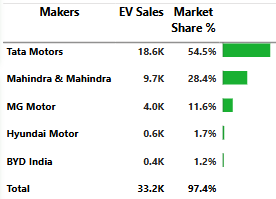 Makers EV Sales Market Share %
Tata Motors 18.6K 54.5%
Mahindra & Mahindra 9.7K 28.4%
MG Motor 4.0K 11.6%
Hyundai Motor 0.6K 1.7%
BYD India 0.4K 1.2%
Total 33.2K 97.4%